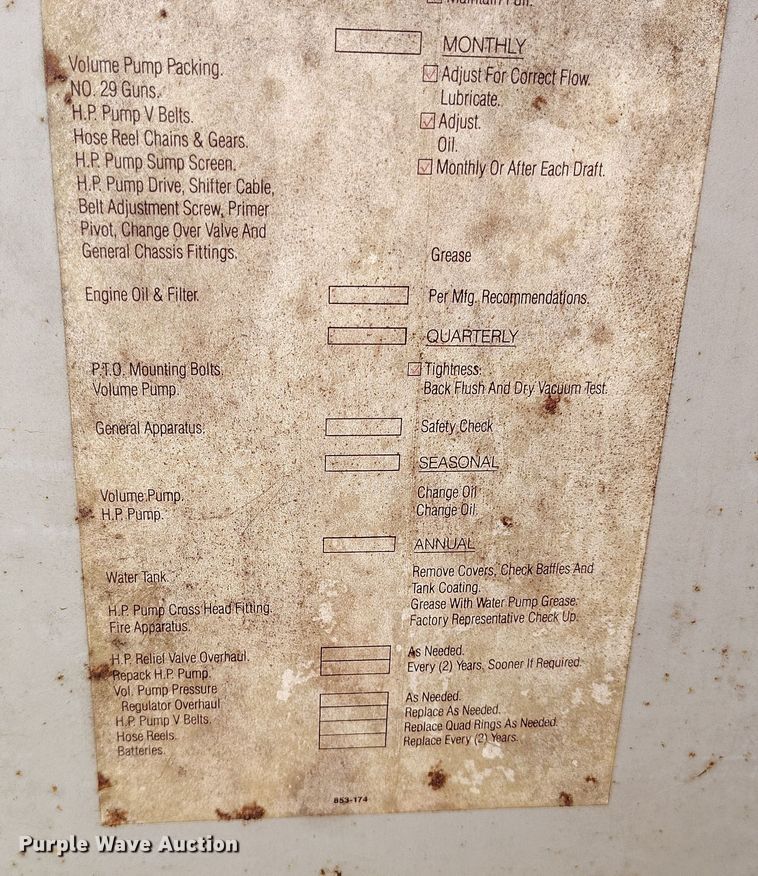 Maintain Full.
MONTHLY
Volume Pump Packing. Adjust For Correct Flow.
NO. 29 Guns. Lubricate.
H.P. Pump V Belts. Adjust.
Hose Reel Chains & Gears. Oil.
H.P. Pump Sump Screen. Monthly Or After Each Draft.
H.P. Pump Drive, Shifter Cable,
Belt Adjustment Screw, Primer
Pivot, Change Over Valve And
General Chassis Fittings. Grease
Engine Oil & Filter. Per Mfg. Recommendations.
QUARTERLY
P.T.O. Mounting Bolts Tightness.
Volume Pump. Back Flush And Dry Vacuum Test.
General Apparatus. Safety Check
SEASONAL
Volume Pump. Change Oil
H.P. Pump. Change Oil.
ANNUAL
Water Tank. Remove Covers, Check Baffles And
Tank Coating.
H.P. Pump Cross Head Fitting. Grease With Water Pump Grease.
Fire Apparatus. Factory Representative Check Up.
H.P. Relief Valve Overhaul. As Needed.
Repack H.P. Pump. Every (2) Years, Sooner If Required.
Vol. Pump Pressure
Regulator Overhaul As Needed.
H.P. Pump V Belts. Replace As Needed.
Hose Reels. Replace Quad Rings As Needed.
Batteries. Replace Every (2) Years.
853-174
Purple Wave Auction